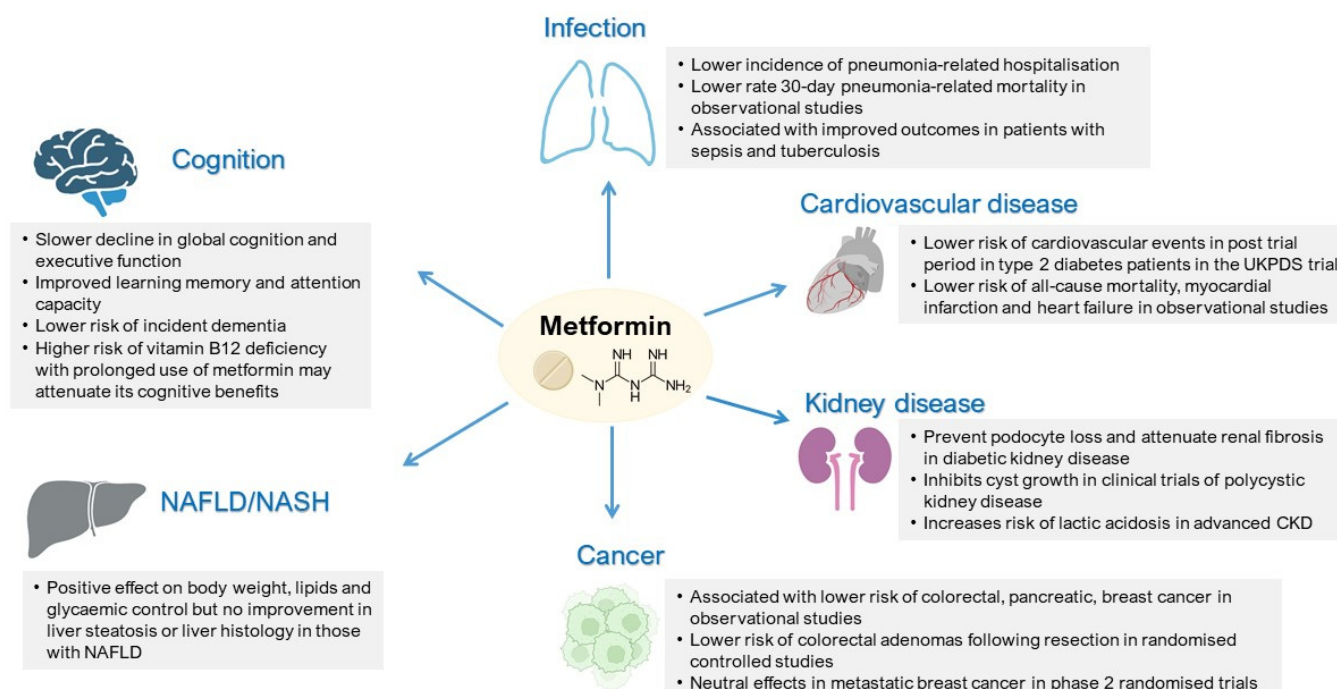 Infection
• Lower incidence of pneumonia-related hospitalisation
• Lower rate 30-day pneumonia-related mortality in
observational studies
• Associated with improved outcomes in patients with
sepsis and tuberculosis
Cognition
• Slower decline in global cognition and
executive function
• Improved learning memory and attention
capacity
• Lower risk of incident dementia
• Higher risk of vitamin B12 deficiency
with prolonged use of metformin may
attenuate its cognitive benefits
Cardiovascular disease
• Lower risk of cardiovascular events in post trial
period in type 2 diabetes patients in the UKPDS trial
• Lower risk of all-cause mortality, myocardial
infarction and heart failure in observational studies
Metformin
NH NH
N N NH₂
H
Kidney disease
• Prevent podocyte loss and attenuate renal fibrosis
in diabetic kidney disease
• Inhibits cyst growth in clinical trials of polycystic
kidney disease
• Increases risk of lactic acidosis in advanced CKD
NAFLD/NASH
• Positive effect on body weight, lipids and
glycaemic control but no improvement in
liver steatosis or liver histology in those
with NAFLD
Cancer
• Associated with lower risk of colorectal, pancreatic, breast cancer in
observational studies
• Lower risk of colorectal adenomas following resection in randomised
controlled studies
• Neutral effects in metastatic breast cancer in phase 2 randomised trials